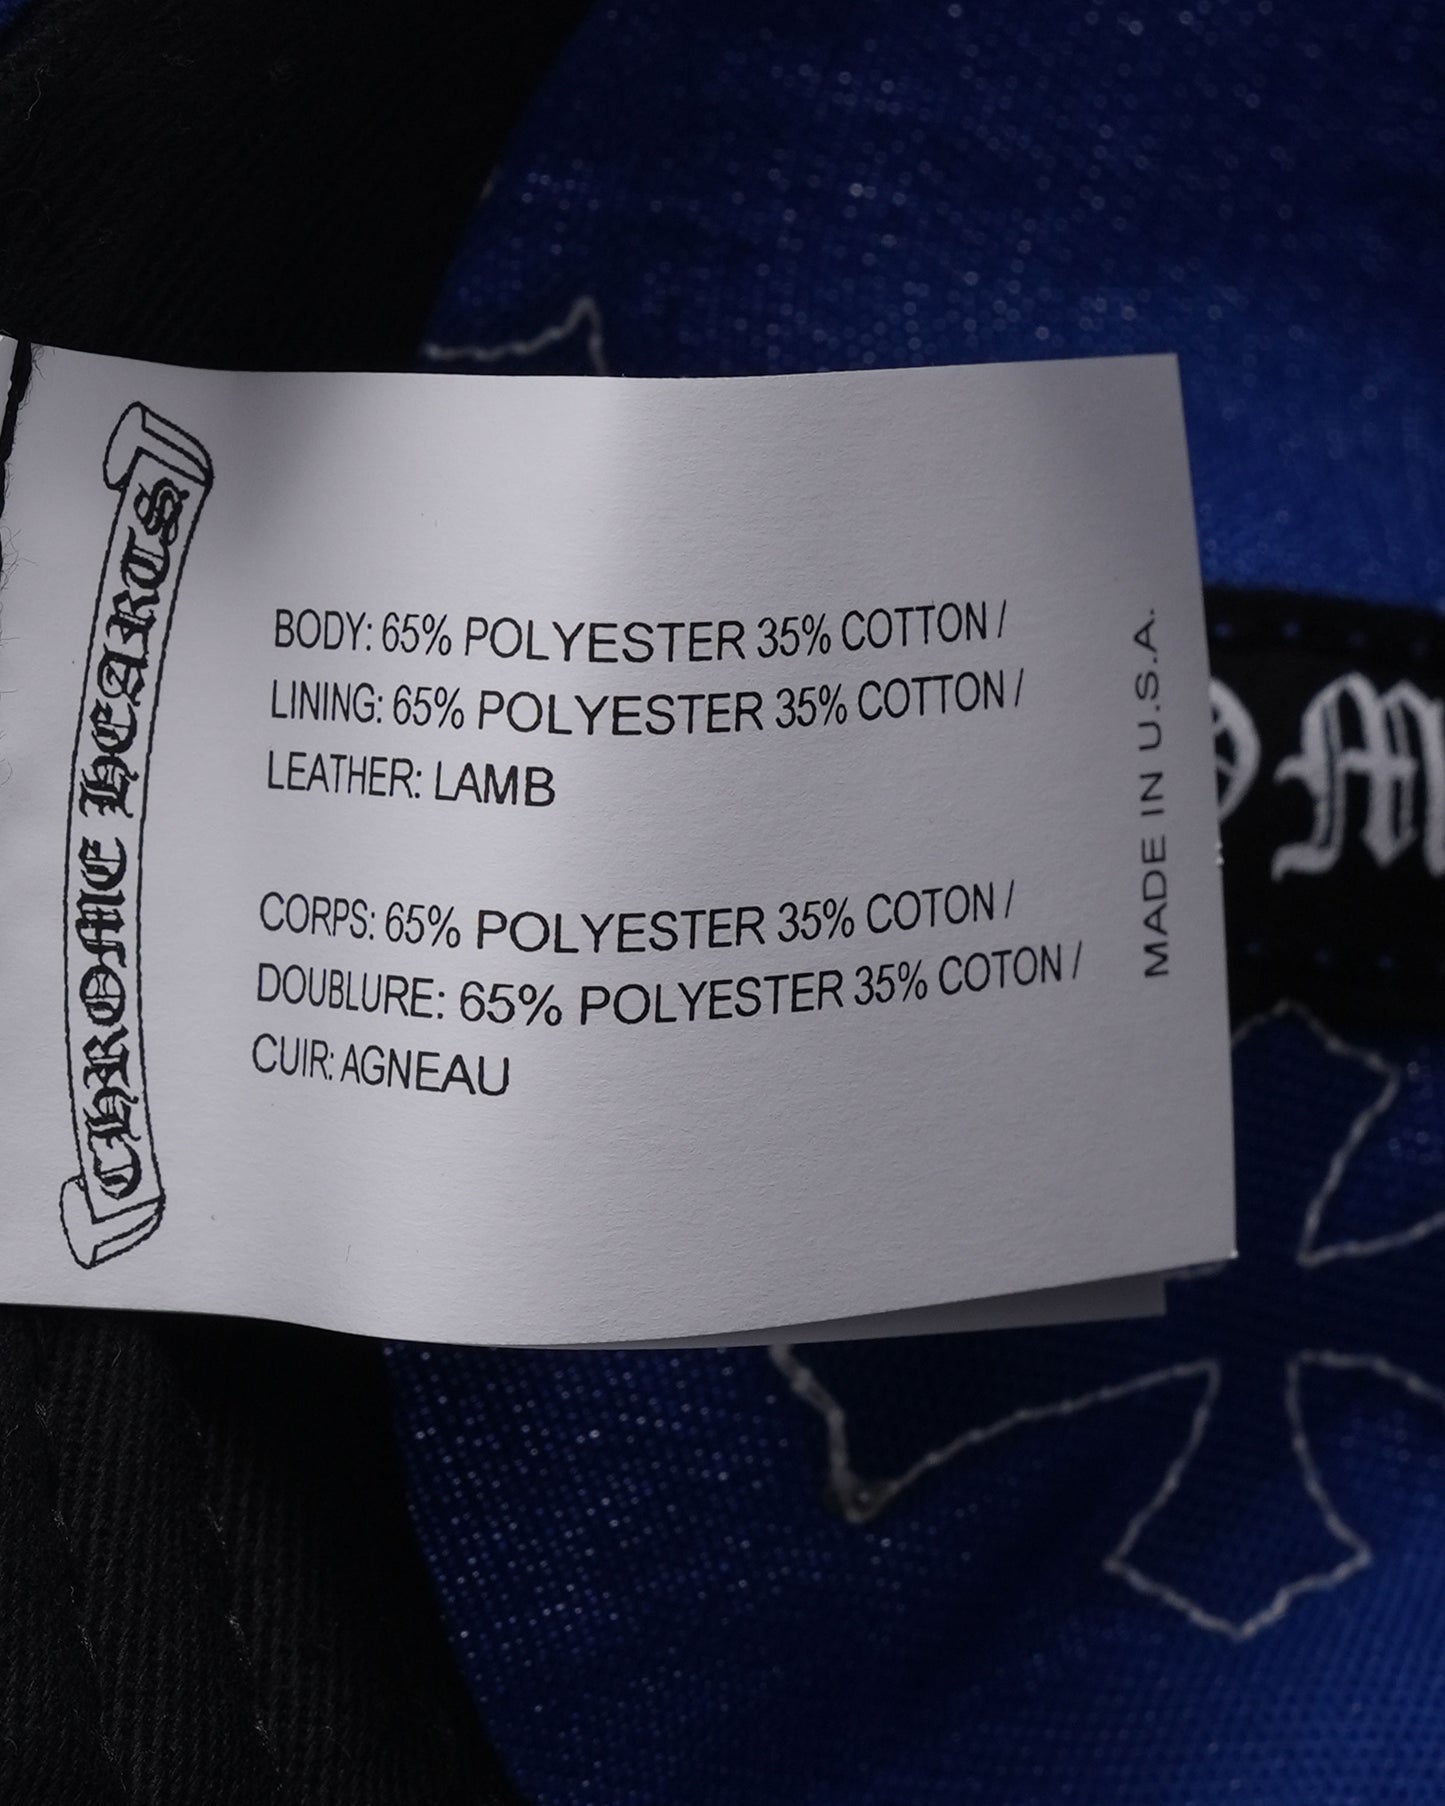 CHROME HEARTS
BODY: 65% POLYESTER 35% COTTON /
LINING: 65% POLYESTER 35% COTTON /
LEATHER: LAMB
CORPS: 65% POLYESTER 35% COTON /
DOUBLURE: 65% POLYESTER 35% COTON /
CUIR: AGNEAU
MADE IN U.S.A.
OM